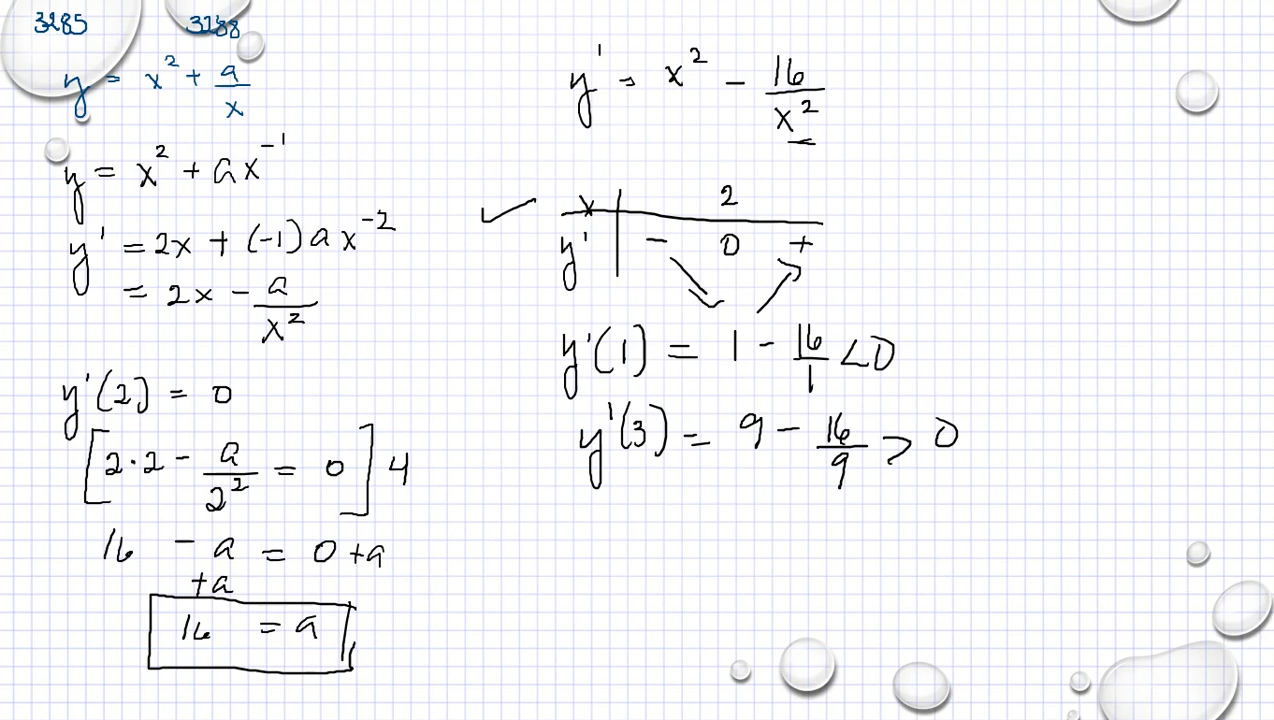 3285 3288
y = x² + a/x
y = x² + ax⁻¹
y' = 2x + (-1)ax⁻²
= 2x - a/x²
y'(2) = 0
[2·2 - a/2² = 0] 4
16 - a = 0 + a
+a
16 = a
y' = x² - 16/x²
x | 2
y' | - 0 +
y'(1) = 1 - 16/1 < 0
y'(3) = 9 - 16/9 > 0